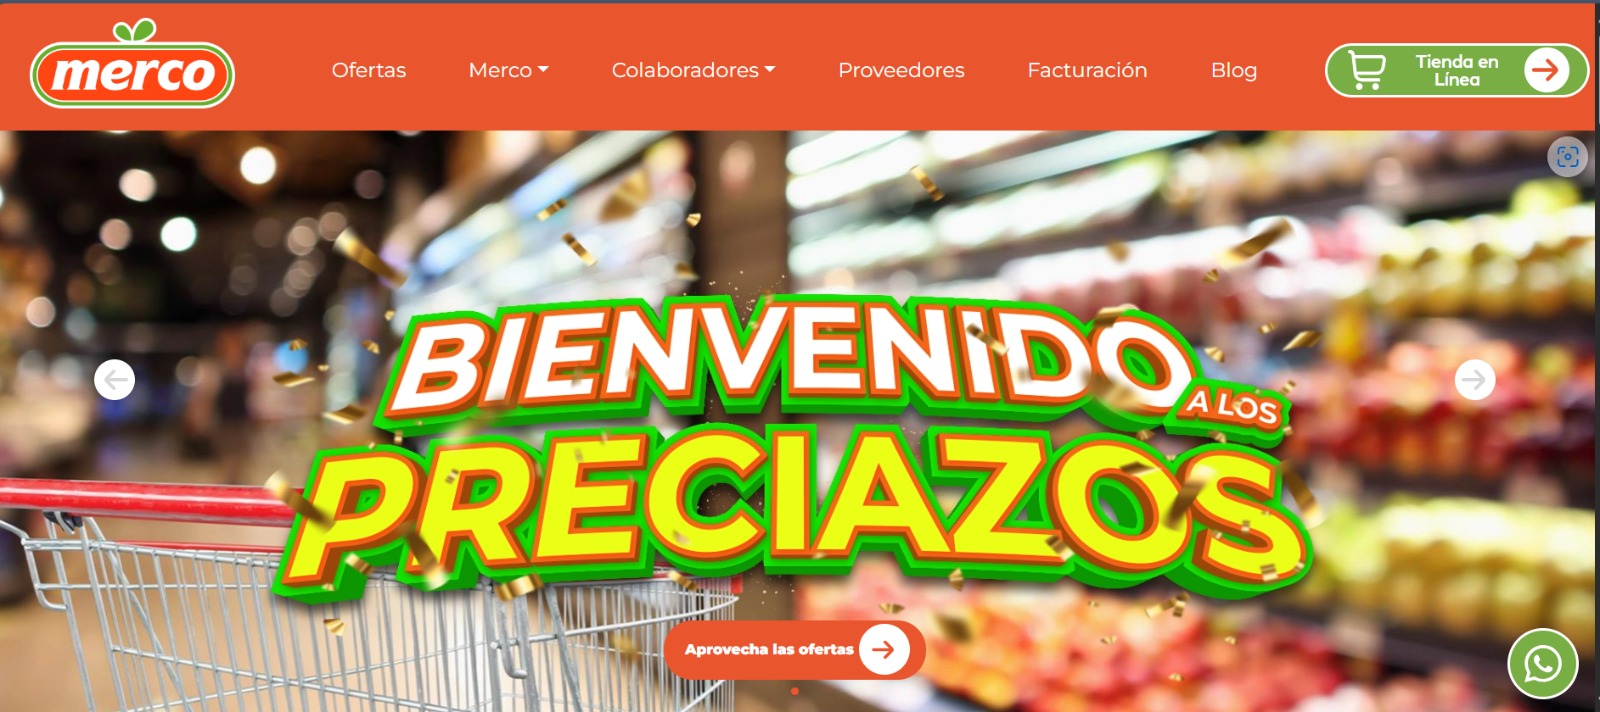 merco
Ofertas
Merco
Colaboradores
Proveedores
Facturación
Blog
Tienda en
Línea
BIENVENIDO
A LOS
PRECIAZOS
Aprovecha las ofertas